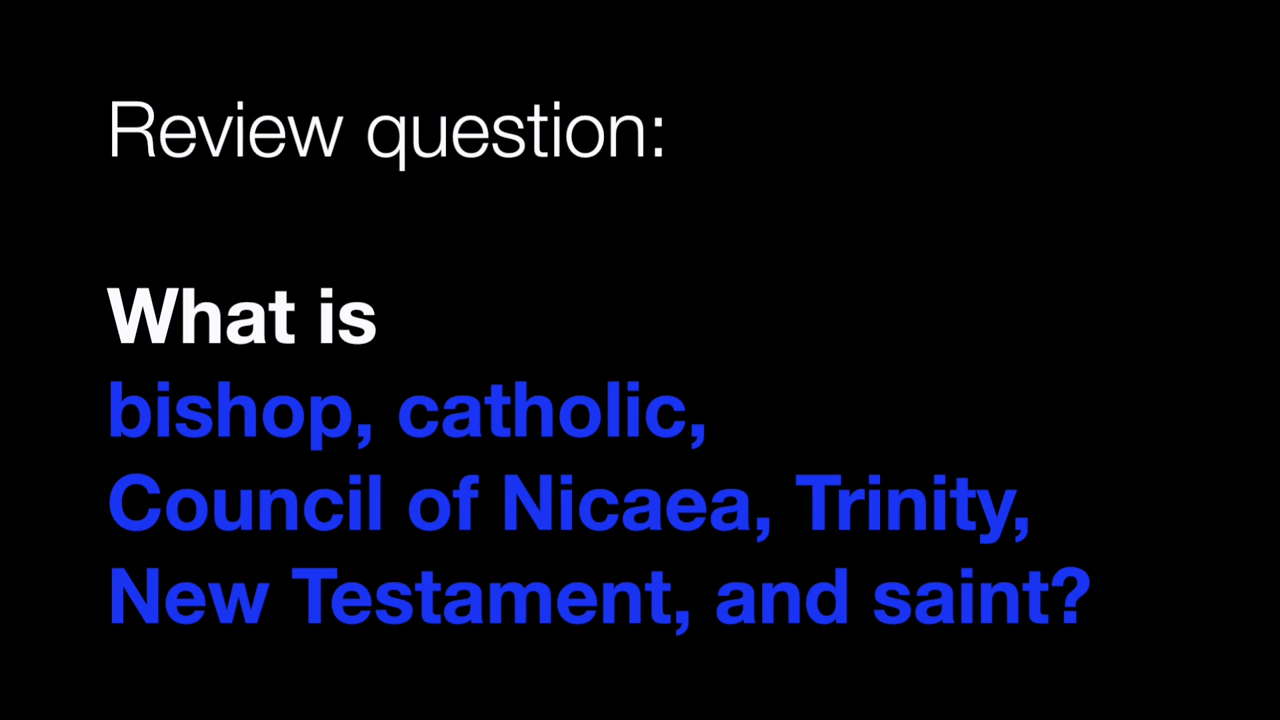 Review question:
What is
bishop, catholic,
Council of Nicaea, Trinity,
New Testament, and saint?